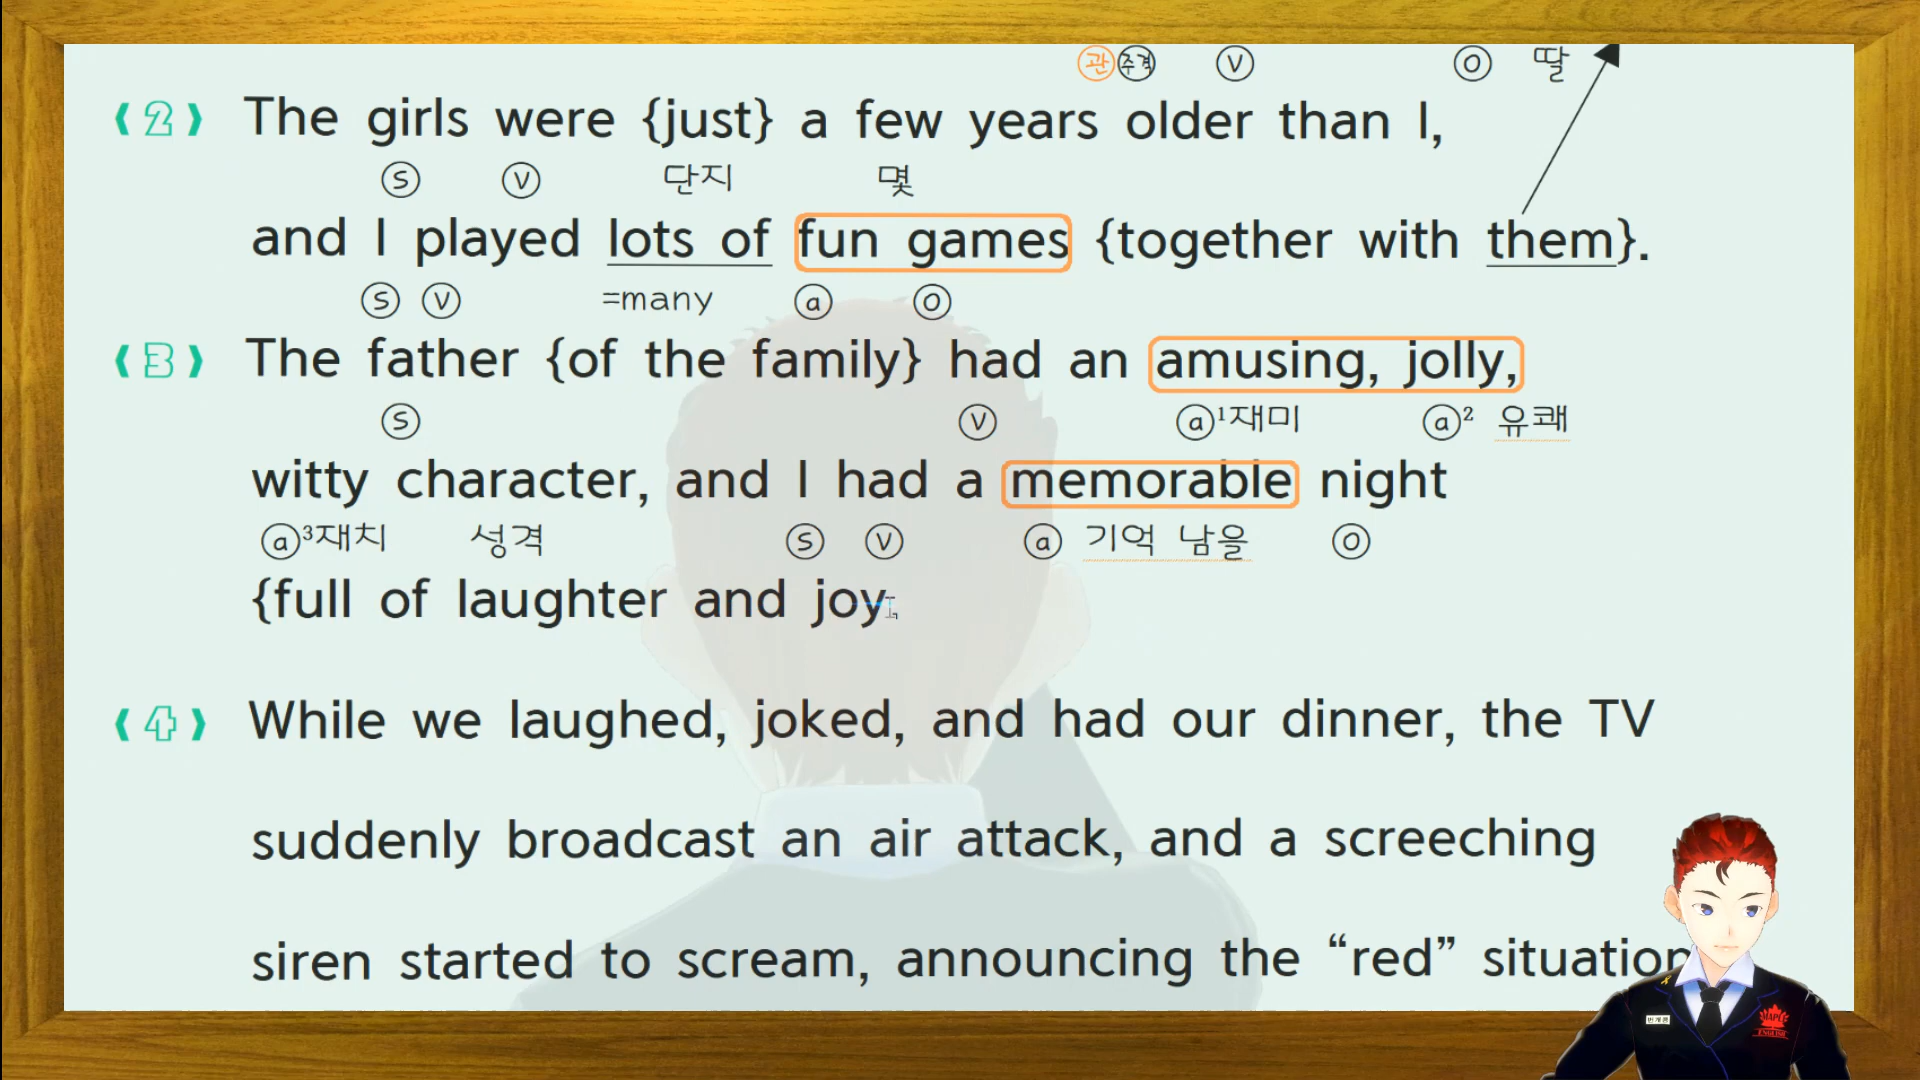 관 주격 V O 딸
《2》 The girls were {just} a few years older than I,
S V 단지 몇
and I played lots of fun games {together with them}.
S V =many a O
《3》 The father {of the family} had an amusing, jolly,
S V a¹재미 a² 유쾌
witty character, and I had a memorable night
a³재치 성격 S V a 기억 남을 O
{full of laughter and joy.
《4》 While we laughed, joked, and had our dinner, the TV
suddenly broadcast an air attack, and a screeching
siren started to scream, announcing the “red” situation
MAPLE
ENGLISH